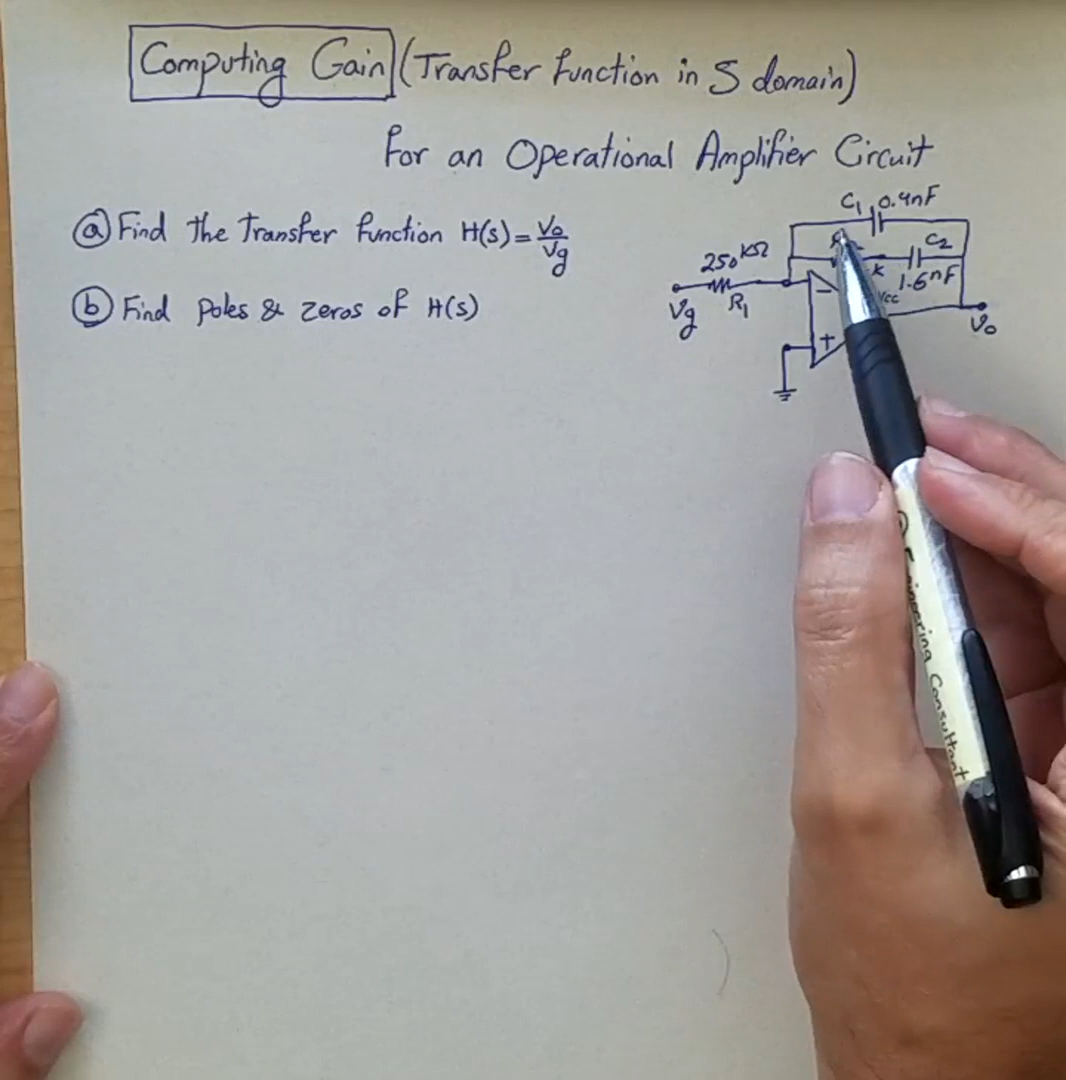 Computing Gain (Transfer function in S domain)
For an Operational Amplifier Circuit
ⓐ Find the Transfer function H(s) = Vo/Vg
ⓑ Find Poles & Zeros of H(s)
C1 0.4nF
C2
1.6nF
250kΩ
R1
Vg
Vcc
Vo
−
+
Consultant